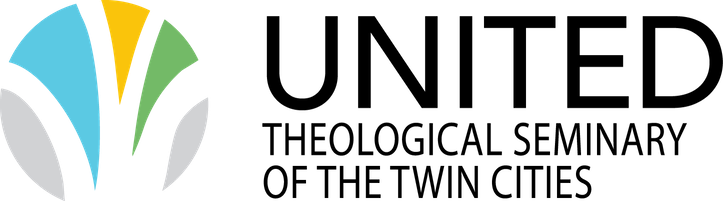 UNITED
THEOLOGICAL SEMINARY
OF THE TWIN CITIES